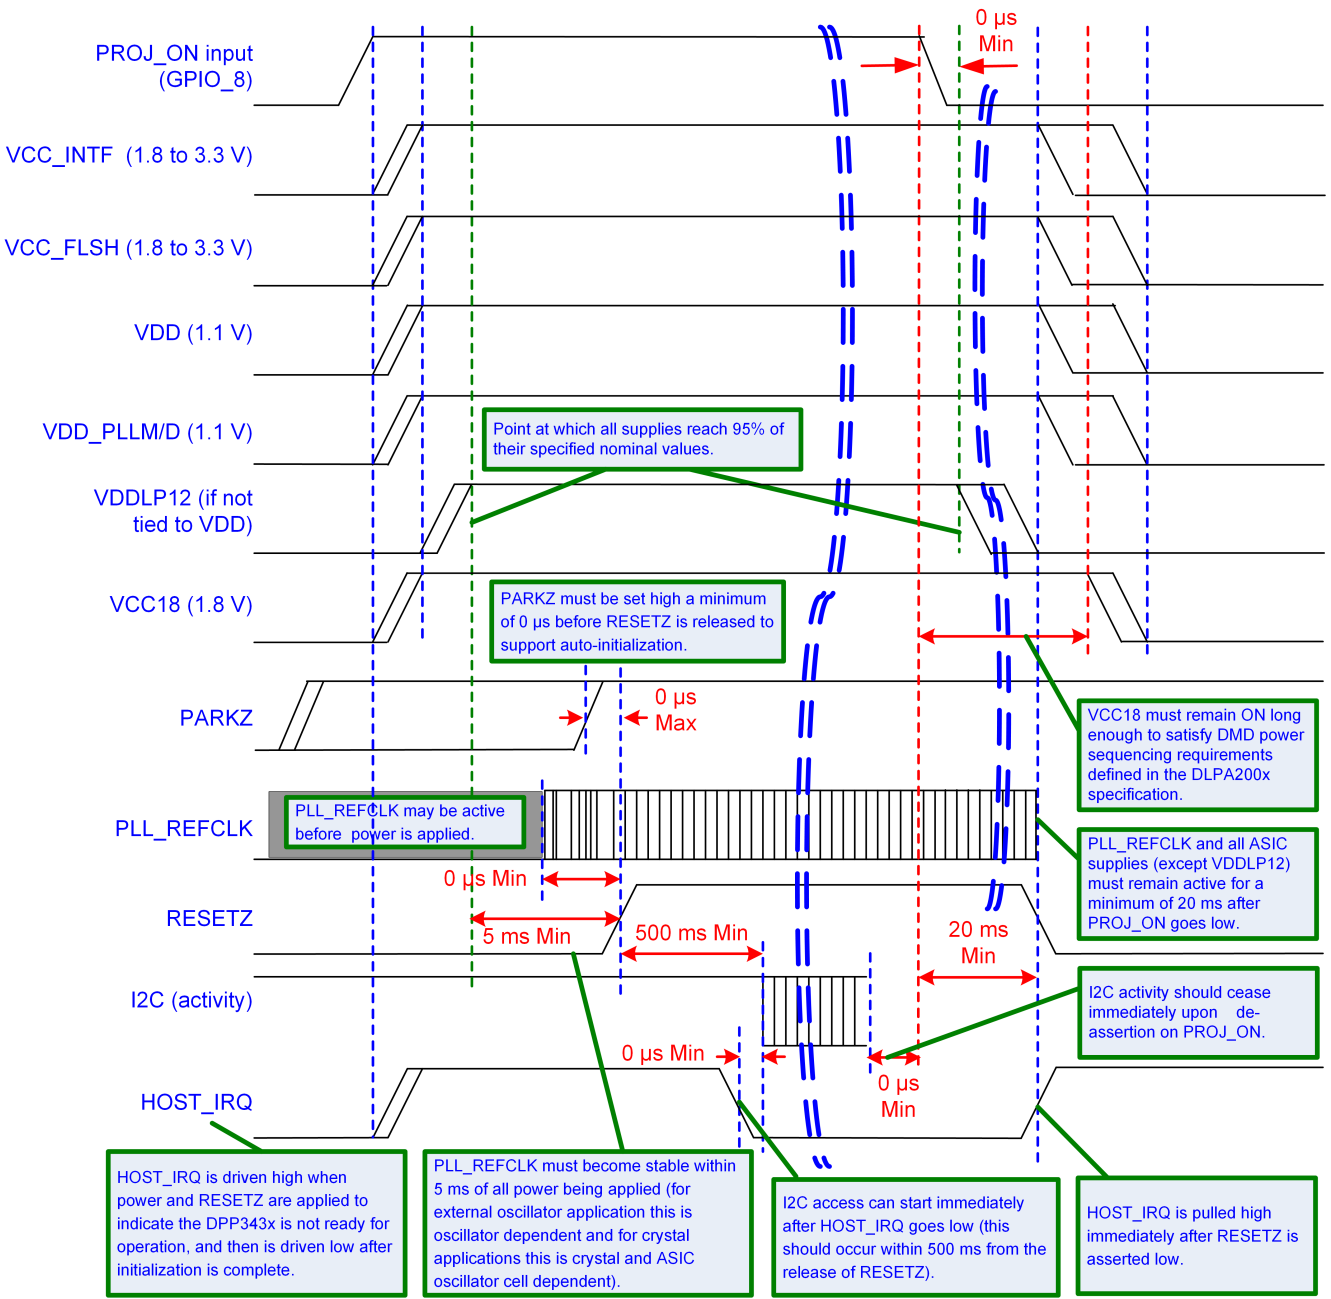 0 µs
Min
PROJ_ON input
(GPIO_8)
VCC_INTF (1.8 to 3.3 V)
VCC_FLSH (1.8 to 3.3 V)
VDD (1.1 V)
VDD_PLLM/D (1.1 V)
Point at which all supplies reach 95% of
their specified nominal values.
VDDLP12 (if not
tied to VDD)
VCC18 (1.8 V)
PARKZ must be set high a minimum
of 0 µs before RESETZ is released to
support auto-initialization.
PARKZ
0 µs
Max
VCC18 must remain ON long
enough to satisfy DMD power
sequencing requirements
defined in the DLPA200x
specification.
PLL_REFCLK
PLL_REFCLK may be active
before power is applied.
PLL_REFCLK and all ASIC
supplies (except VDDLP12)
must remain active for a
minimum of 20 ms after
PROJ_ON goes low.
0 µs Min
RESETZ
5 ms Min
500 ms Min
20 ms
Min
I2C (activity)
I2C activity should cease
immediately upon de-
assertion on PROJ_ON.
0 µs Min
0 µs
Min
HOST_IRQ
HOST_IRQ is driven high when
power and RESETZ are applied to
indicate the DPP343x is not ready for
operation, and then is driven low after
initialization is complete.
PLL_REFCLK must become stable within
5 ms of all power being applied (for
external oscillator application this is
oscillator dependent and for crystal
applications this is crystal and ASIC
oscillator cell dependent).
I2C access can start immediately
after HOST_IRQ goes low (this
should occur within 500 ms from the
release of RESETZ).
HOST_IRQ is pulled high
immediately after RESETZ is
asserted low.